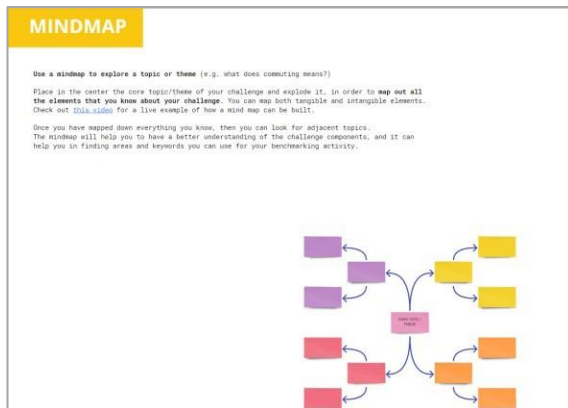 MINDMAP
Use a mindmap to explore a topic or theme (e.g. what does commuting means?)
Place in the center the core topic/theme of your challenge and explode it, in order to map out all
the elements that you know about your challenge. You can map both tangible and intangible elements.
Check out this video for a live example of how a mind map can be built.
Once you have mapped down everything you know, then you can look for adjacent topics.
The mindmap will help you to have a better understanding of the challenge components, and it can
help you in finding areas and keywords you can use for your benchmarking activity.